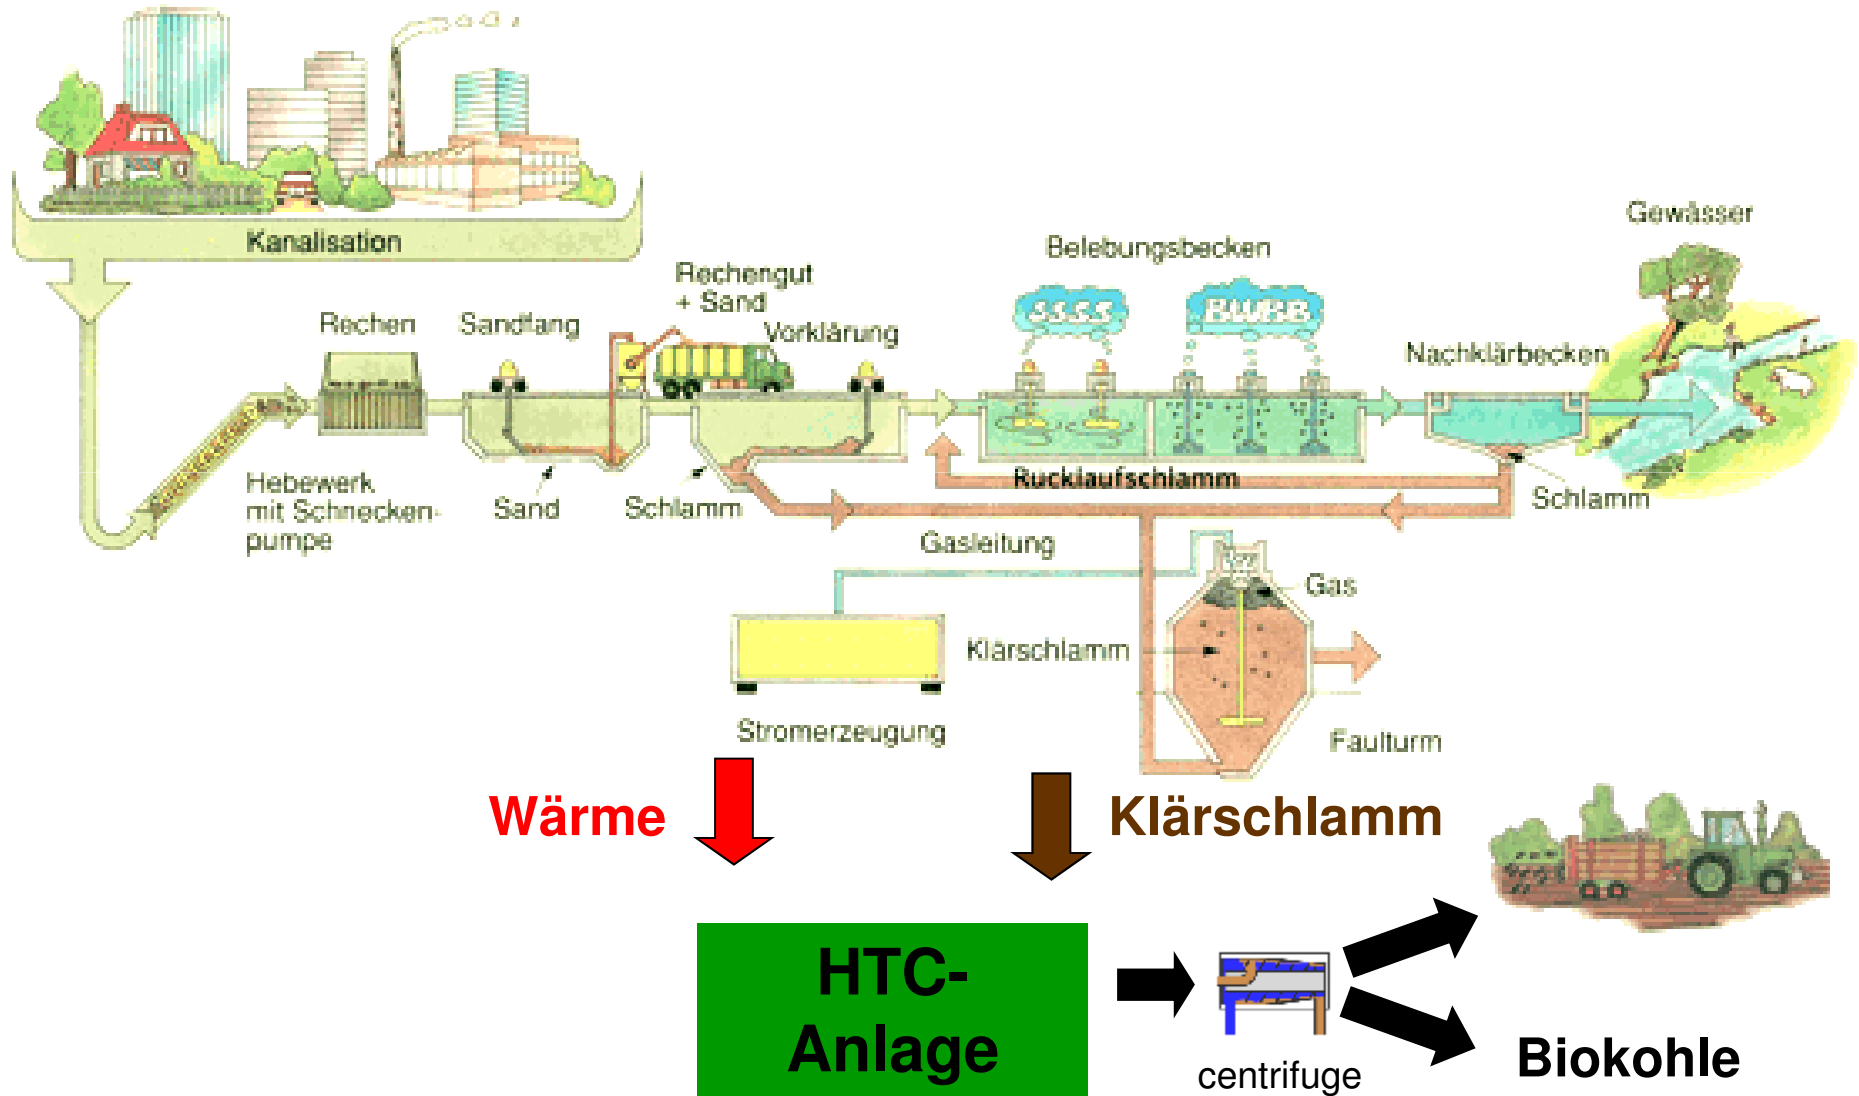 Kanalisation
Gewässer
Belebungsbecken
Rechengut
+ Sand
Rechen
Sandfang
Vorklärung
Nachklärbecken
Rücklaufschlamm
Hebewerk
mit Schnecken-
pumpe
Sand
Schlamm
Schlamm
Gasleitung
Gas
Klärschlamm
Stromerzeugung
Faulturm
Wärme
Klärschlamm
HTC-
Anlage
centrifuge
Biokohle